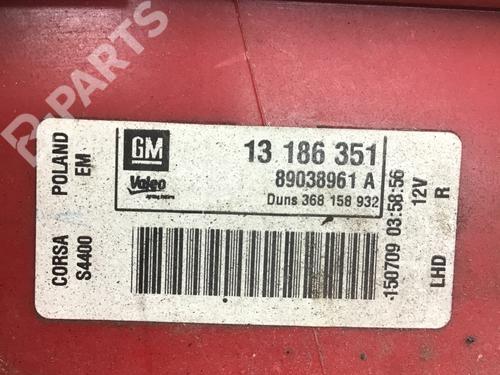 B-PARTS
GM
13 186 351
Valeo
89038961 A
Duns 368 158 932
CORSA POLAND
S4400 EM
150709 03:58:56
12V
LHD R